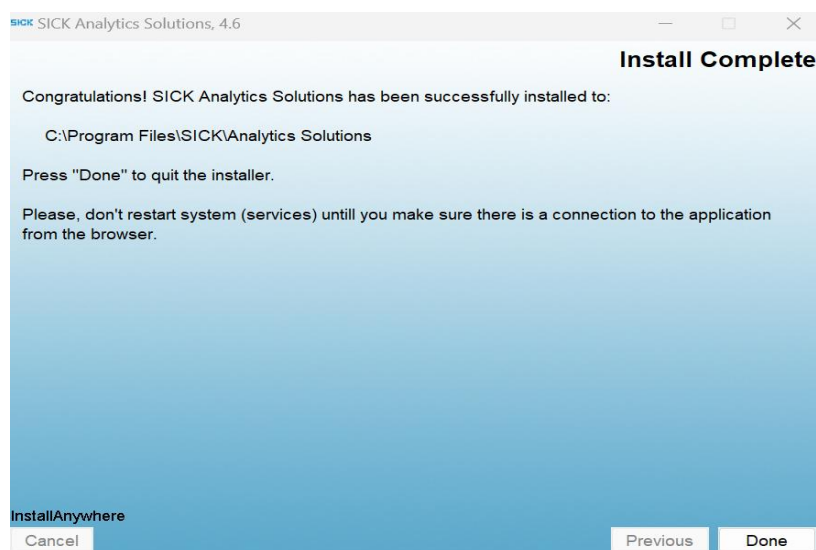 SICK SICK Analytics Solutions, 4.6
Install Complete
Congratulations! SICK Analytics Solutions has been successfully installed to:
C:\Program Files\SICK\Analytics Solutions
Press "Done" to quit the installer.
Please, don't restart system (services) untill you make sure there is a connection to the application
from the browser.
InstallAnywhere
Cancel
Previous
Done